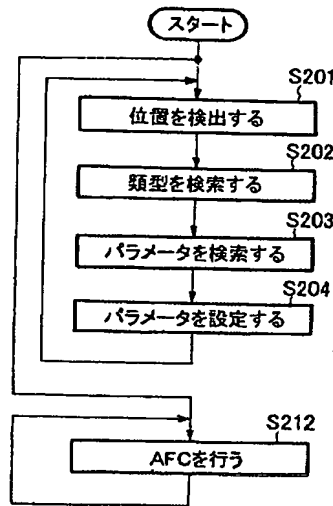 スタート
S201
位置を検出する
S202
類型を検索する
S203
パラメータを検索する
S204
パラメータを設定する
S212
AFCを行う